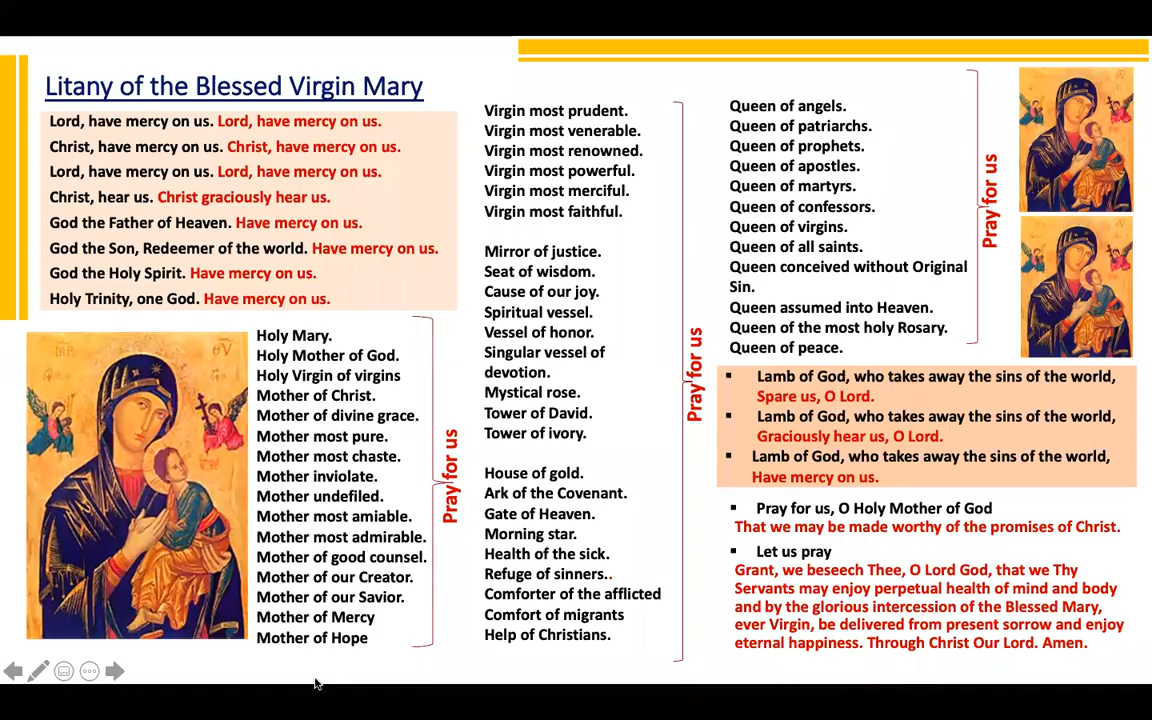 Litany of the Blessed Virgin Mary
Lord, have mercy on us. Lord, have mercy on us.
Christ, have mercy on us. Christ, have mercy on us.
Lord, have mercy on us. Lord, have mercy on us.
Christ, hear us. Christ graciously hear us.
God the Father of Heaven. Have mercy on us.
God the Son, Redeemer of the world. Have mercy on us.
God the Holy Spirit. Have mercy on us.
Holy Trinity, one God. Have mercy on us.
Holy Mary.
Holy Mother of God.
Holy Virgin of virgins
Mother of Christ.
Mother of divine grace.
Mother most pure.
Mother most chaste.
Mother inviolate.
Mother undefiled.
Mother most amiable.
Mother most admirable.
Mother of good counsel.
Mother of our Creator.
Mother of our Savior.
Mother of Mercy
Mother of Hope
Pray for us
Virgin most prudent.
Virgin most venerable.
Virgin most renowned.
Virgin most powerful.
Virgin most merciful.
Virgin most faithful.
Mirror of justice.
Seat of wisdom.
Cause of our joy.
Spiritual vessel.
Vessel of honor.
Singular vessel of
devotion.
Mystical rose.
Tower of David.
Tower of ivory.
House of gold.
Ark of the Covenant.
Gate of Heaven.
Morning star.
Health of the sick.
Refuge of sinners..
Comforter of the afflicted
Comfort of migrants
Help of Christians.
Pray for us
Queen of angels.
Queen of patriarchs.
Queen of prophets.
Queen of apostles.
Queen of martyrs.
Queen of confessors.
Queen of virgins.
Queen of all saints.
Queen conceived without Original
Sin.
Queen assumed into Heaven.
Queen of the most holy Rosary.
Queen of peace.
Pray for us
▪ Lamb of God, who takes away the sins of the world,
Spare us, O Lord.
▪ Lamb of God, who takes away the sins of the world,
Graciously hear us, O Lord.
▪ Lamb of God, who takes away the sins of the world,
Have mercy on us.
▪ Pray for us, O Holy Mother of God
That we may be made worthy of the promises of Christ.
▪ Let us pray
Grant, we beseech Thee, O Lord God, that we Thy
Servants may enjoy perpetual health of mind and body
and by the glorious intercession of the Blessed Mary,
ever Virgin, be delivered from present sorrow and enjoy
eternal happiness. Through Christ Our Lord. Amen.